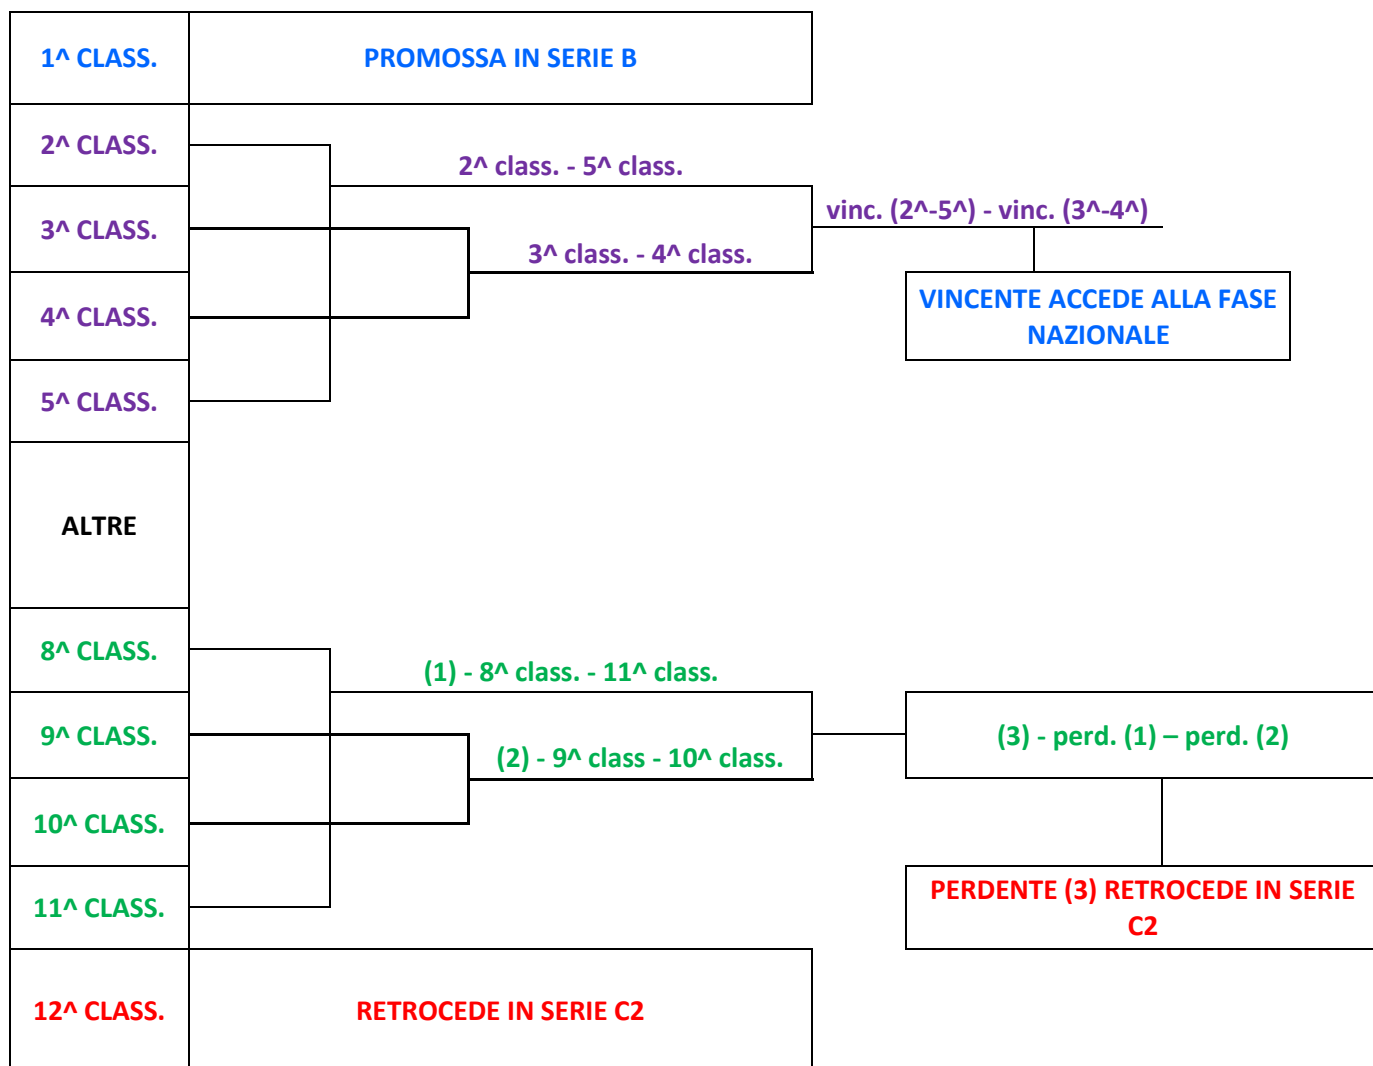 1^ CLASS.
PROMOSSA IN SERIE B
2^ CLASS.
2^ class. - 5^ class.
3^ CLASS.
vinc. (2^-5^) - vinc. (3^-4^)
3^ class. - 4^ class.
4^ CLASS.
VINCENTE ACCEDE ALLA FASE
NAZIONALE
5^ CLASS.
ALTRE
8^ CLASS.
(1) - 8^ class. - 11^ class.
9^ CLASS.
(2) - 9^ class - 10^ class.
(3) - perd. (1) – perd. (2)
10^ CLASS.
11^ CLASS.
PERDENTE (3) RETROCEDE IN SERIE
C2
12^ CLASS.
RETROCEDE IN SERIE C2